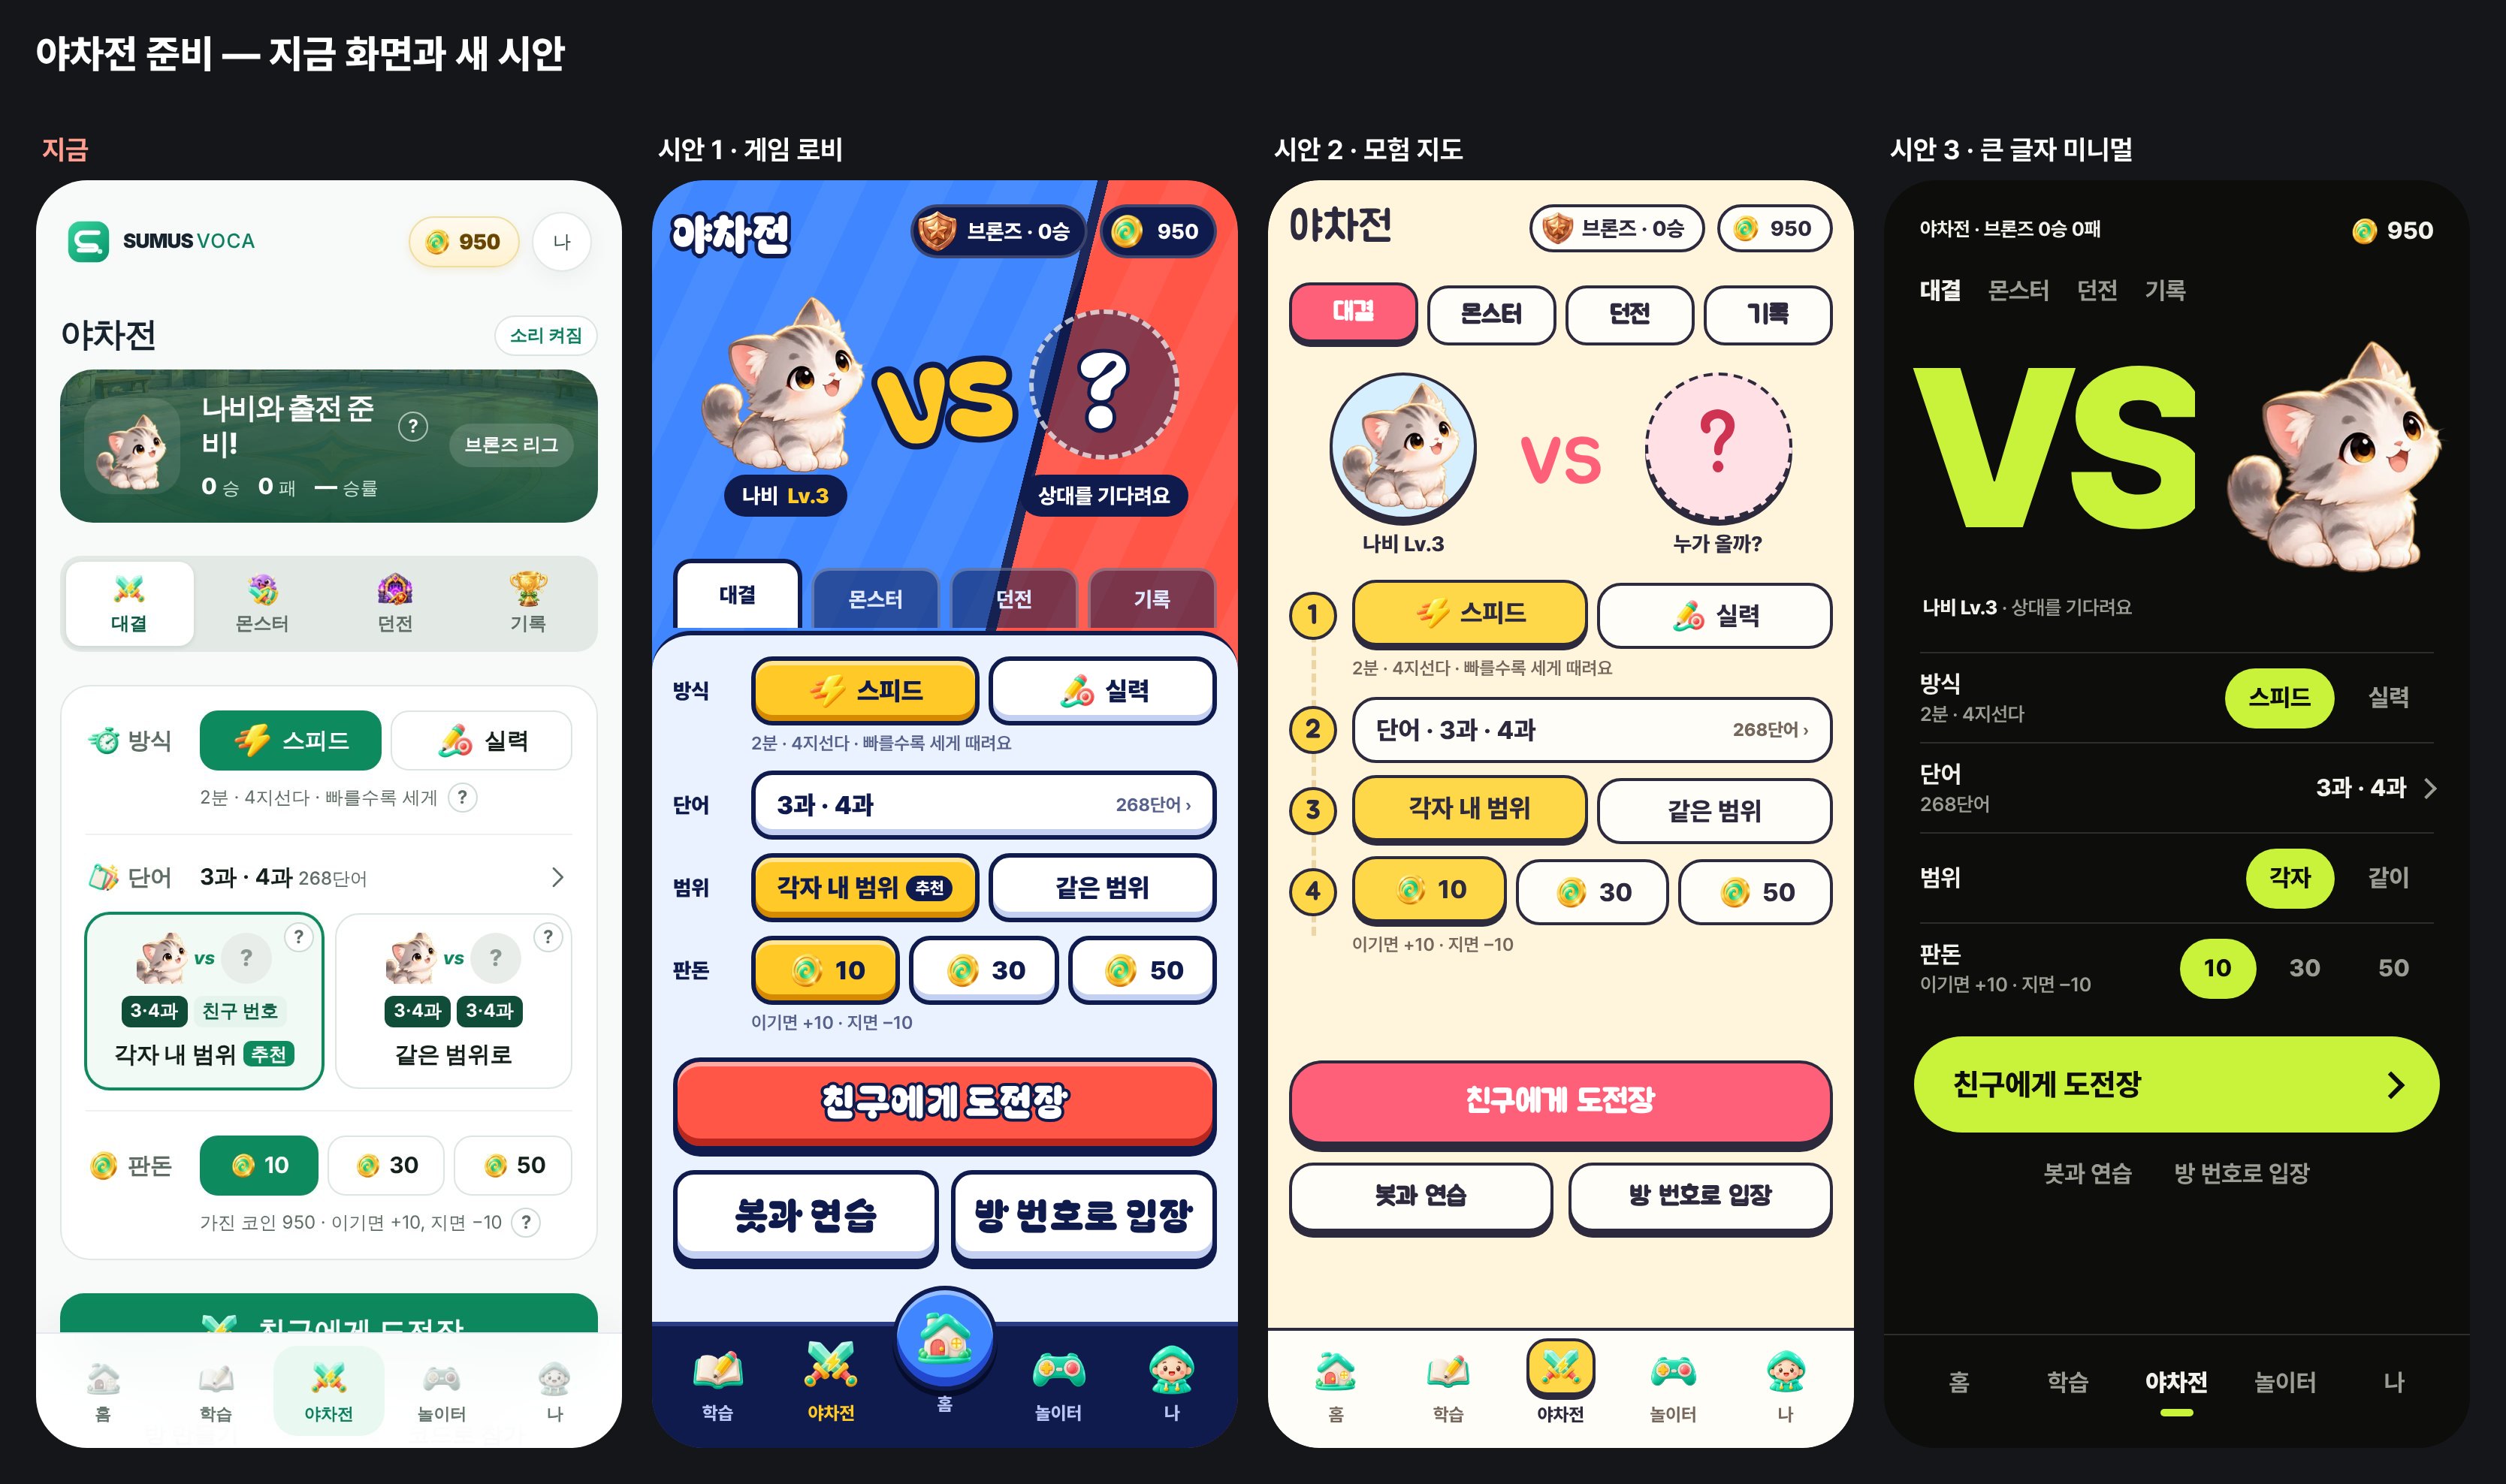 야차전 준비 — 지금 화면과 새 시안
지금
SUMUS VOCA
950
나
야차전
소리 켜짐
나비와 출전 준
비!
?
브론즈 리그
0 승 0 패 — 승률
대결
몬스터
던전
기록
방식
스피드
실력
2분 · 4지선다 · 빠를수록 세게 ?
단어
3과 · 4과 268단어
?
vs ?
3·4과 친구 번호
각자 내 범위 추천
?
vs ?
3·4과 3·4과
같은 범위로
판돈
10
30
50
가진 코인 950 · 이기면 +10, 지면 −10 ?
친구에게 도전장
홈
학습
야차전
놀이터
나
시안 1 · 게임 로비
야차전
브론즈 · 0승
950
VS
?
나비 Lv.3
상대를 기다려요
대결
몬스터
던전
기록
방식
스피드
실력
2분 · 4지선다 · 빠를수록 세게 때려요
단어
3과 · 4과
268단어 ›
범위
각자 내 범위 추천
같은 범위
판돈
10
30
50
이기면 +10 · 지면 −10
친구에게 도전장
봇과 연습
방 번호로 입장
학습
야차전
홈
놀이터
나
시안 2 · 모험 지도
야차전
브론즈 · 0승
950
대결
몬스터
던전
기록
VS
?
나비 Lv.3
누가 올까?
1
스피드
실력
2분 · 4지선다 · 빠를수록 세게 때려요
2
단어 · 3과 · 4과
268단어 ›
3
각자 내 범위
같은 범위
4
10
30
50
이기면 +10 · 지면 −10
친구에게 도전장
봇과 연습
방 번호로 입장
홈
학습
야차전
놀이터
나
시안 3 · 큰 글자 미니멀
야차전 · 브론즈 0승 0패
950
대결
몬스터
던전
기록
VS
나비 Lv.3 · 상대를 기다려요
방식
2분 · 4지선다
스피드
실력
단어
268단어
3과 · 4과
범위
각자
같이
판돈
이기면 +10 · 지면 −10
10
30
50
친구에게 도전장
봇과 연습
방 번호로 입장
홈
학습
야차전
놀이터
나